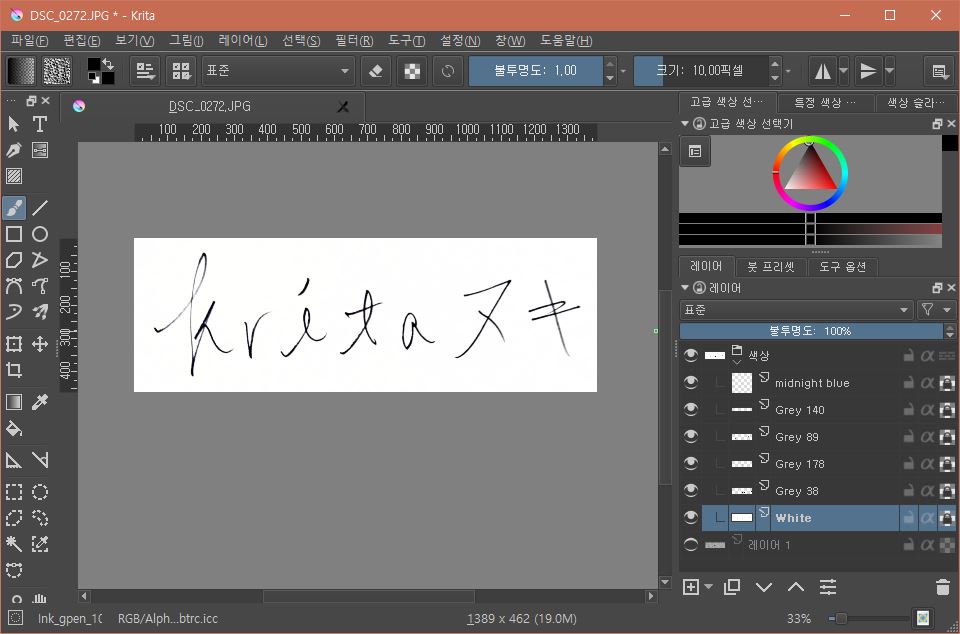 DSC_0272.JPG * - Krita
파일(F) 편집(E) 보기(V) 그림(I) 레이어(L) 선택(S) 필터(R) 도구(T) 설정(N) 창(W) 도움말(H)
표준 불투명도: 1.00 크기: 10.00픽셀
DSC_0272.JPG
고급 색상 선… 특정 색상 … 색상 슬라…
100 200 300 400 500 600 700 800 900 1000 1100 1200 1300
고급 색상 선택기
100
200
300
400
krita ヌキ
레이어 붓 프리셋 도구 옵션
레이어
표준
불투명도: 100%
색상
midnight blue
Grey 140
Grey 89
Grey 178
Grey 38
White
레이어 1
Ink_gpen_10 RGB/Alph...btrc.icc 1389 x 462 (19.0M) 33%